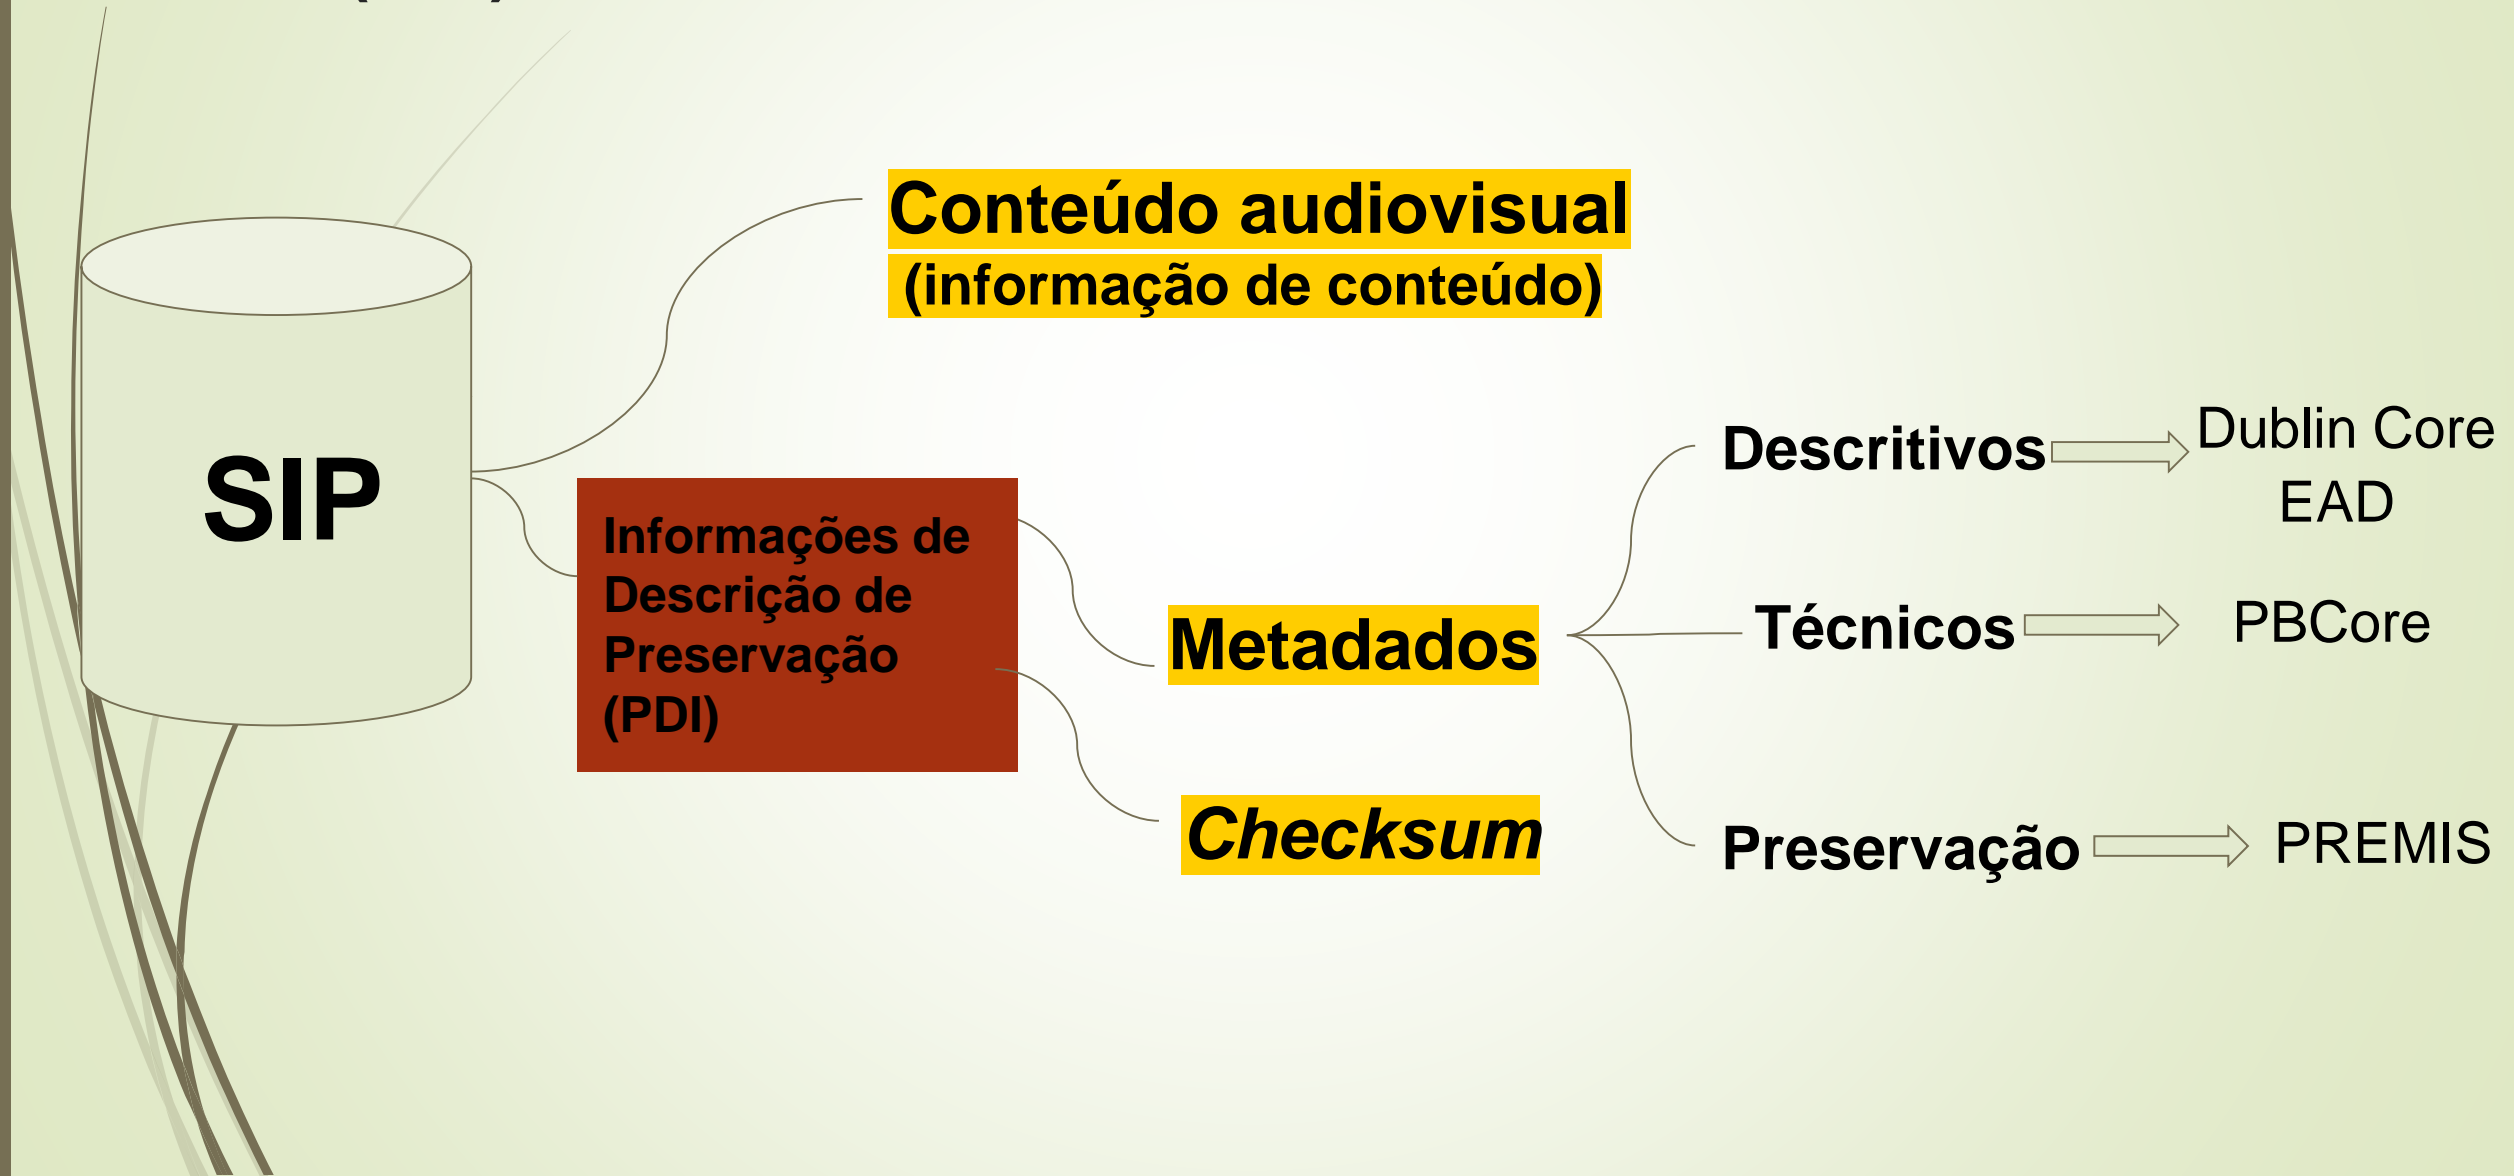 SIP
Conteúdo audiovisual
(informação de conteúdo)
Informações de
Descrição de
Preservação
(PDI)
Metadados
Checksum
Descritivos
Dublin Core
EAD
Técnicos
PBCore
Preservação
PREMIS